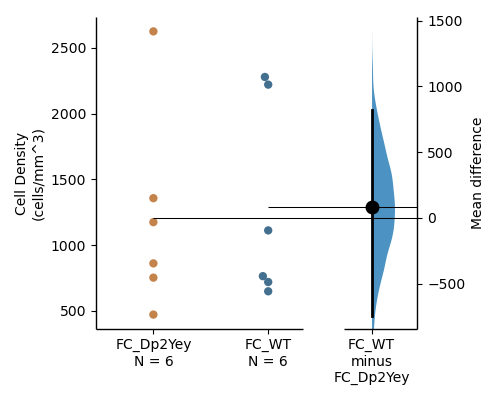 Cell Density
(cells/mm^3)
2500
2000
1500
1000
500
1500
1000
500
0
−500
Mean difference
FC_Dp2Yey
N = 6
FC_WT
N = 6
FC_WT
minus
FC_Dp2Yey